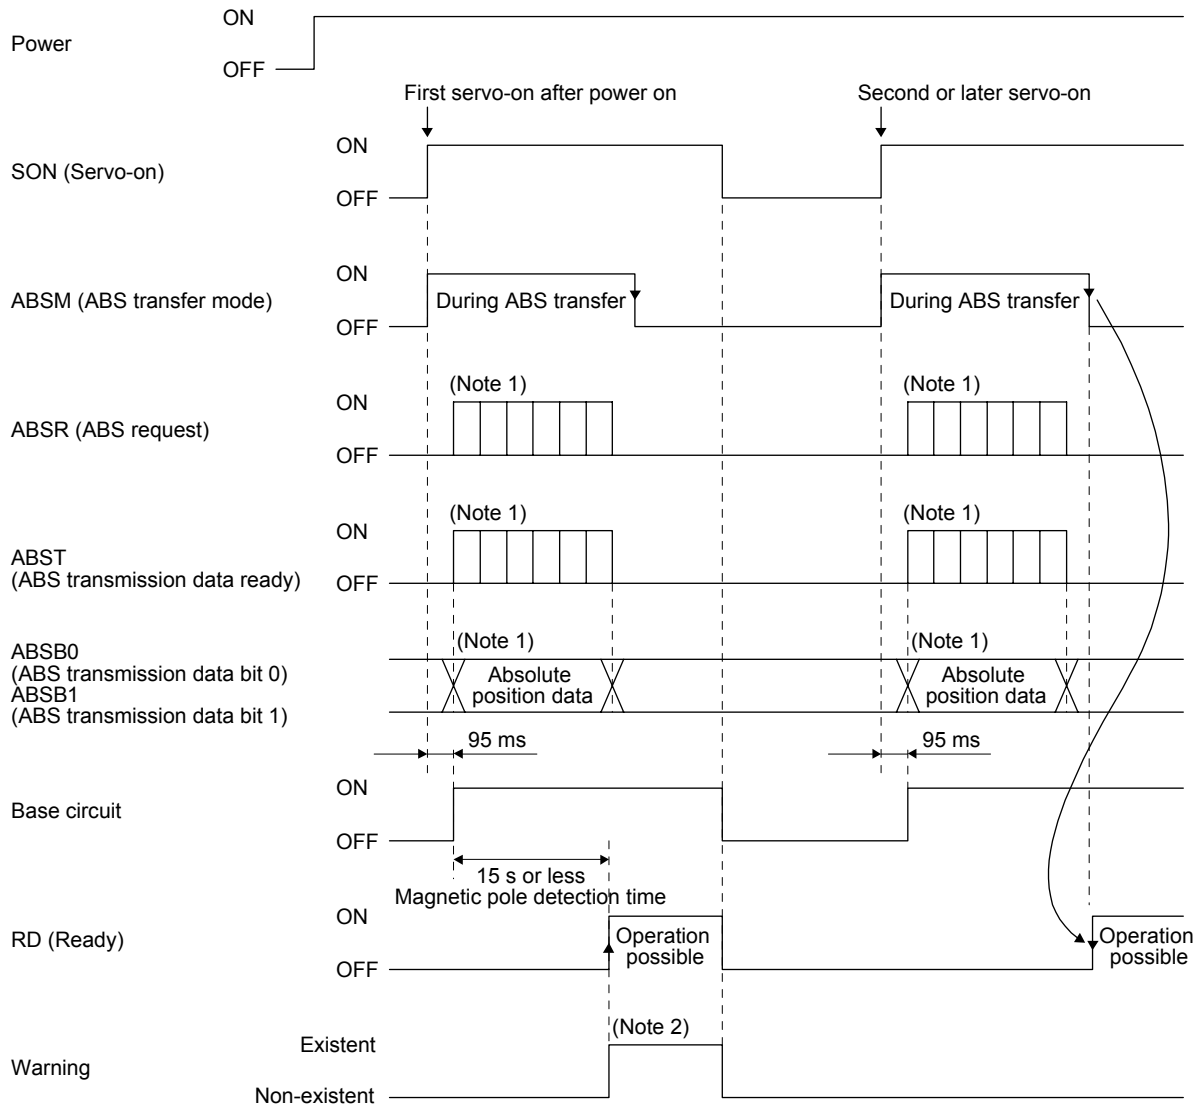 ON
Power
OFF
First servo-on after power on
Second or later servo-on
ON
SON (Servo-on)
OFF
ON
ABSM (ABS transfer mode)
During ABS transfer
During ABS transfer
OFF
(Note 1)
(Note 1)
ON
ABSR (ABS request)
OFF
(Note 1)
(Note 1)
ON
ABST
(ABS transmission data ready)
OFF
(Note 1)
(Note 1)
ABSB0
(ABS transmission data bit 0)
ABSB1
(ABS transmission data bit 1)
Absolute
position data
Absolute
position data
95 ms
95 ms
ON
Base circuit
OFF
15 s or less
Magnetic pole detection time
ON
RD (Ready)
Operation
possible
Operation
possible
OFF
(Note 2)
Existent
Warning
Non-existent